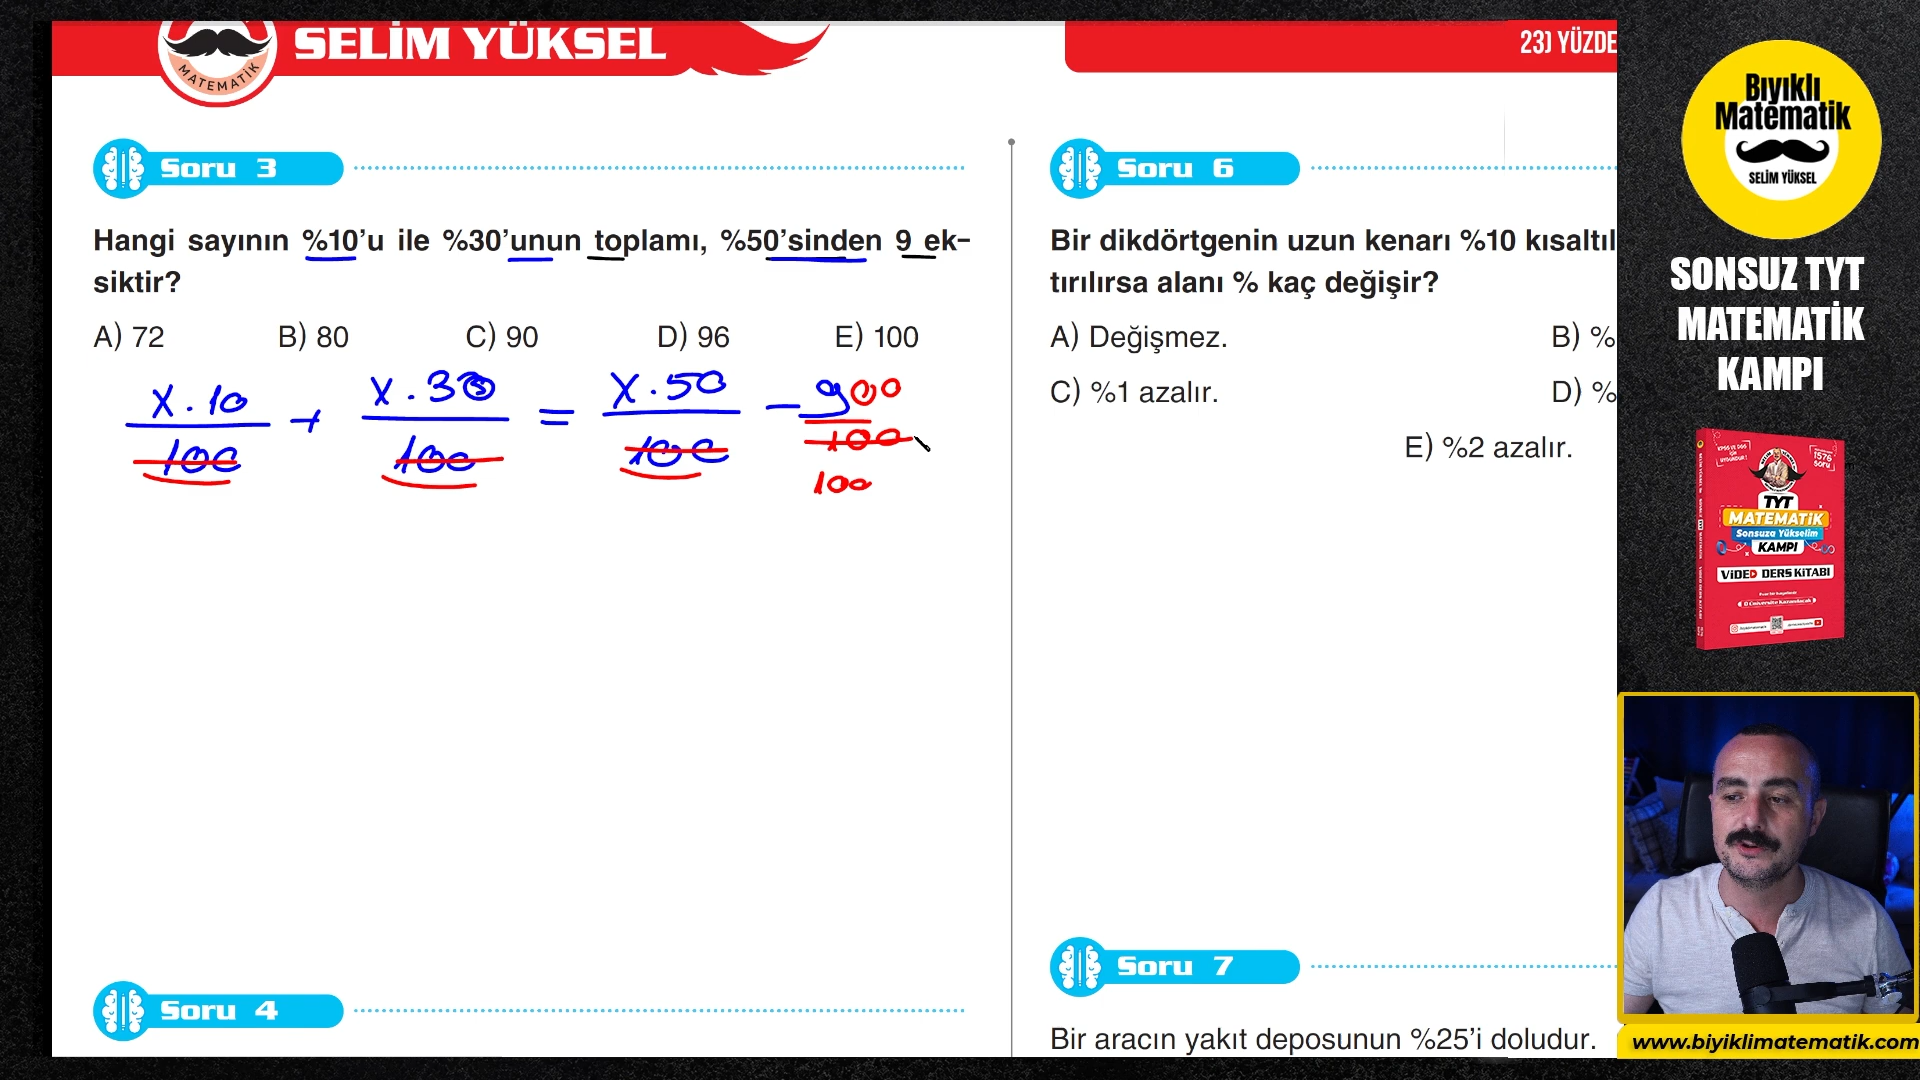 SELİM YÜKSEL
MATEMATİK
23) YÜZDE
Soru 3
Hangi sayının %10’u ile %30’unun toplamı, %50’sinden 9 ek-
siktir?
A) 72 B) 80 C) 90 D) 96 E) 100
x . 10 + x . 30 = x . 50 - 900
100 100 100 100
100
Soru 4
Soru 6
Bir dikdörtgenin uzun kenarı %10 kısaltıl
tırılırsa alanı % kaç değişir?
A) Değişmez. B) %
C) %1 azalır. D) %
E) %2 azalır.
Soru 7
Bir aracın yakıt deposunun %25’i doludur.
Bıyıklı
Matematik
SELİM YÜKSEL
SONSUZ TYT
MATEMATİK
KAMPI
1576
soru
TYT
MATEMATİK
Sonsuza Yükselim
KAMPI
VİDEO DERS KİTABI
www.biyiklimatematik.com